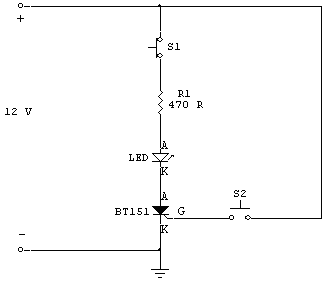 +
S1
R1
470 R
12 V
A
LED
K
A
S2
BT151
G
K
-